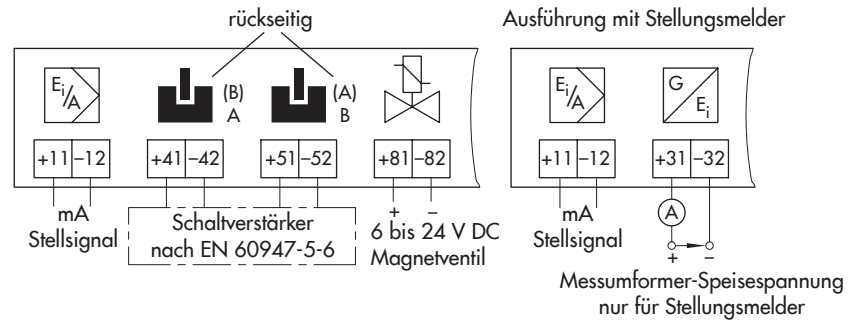 rückseitig
Ausführung mit Stellungsmelder
Ei/A
(B)
A
(A)
B
Ei/A
G
Ei
+11 −12
+41 −42
+51 −52
+81 −82
+11 −12
+31 −32
mA
Stellsignal
Schaltverstärker
nach EN 60947-5-6
+ −
6 bis 24 V DC
Magnetventil
mA
Stellsignal
A
+ −
Messumformer-Speisespannung
nur für Stellungsmelder